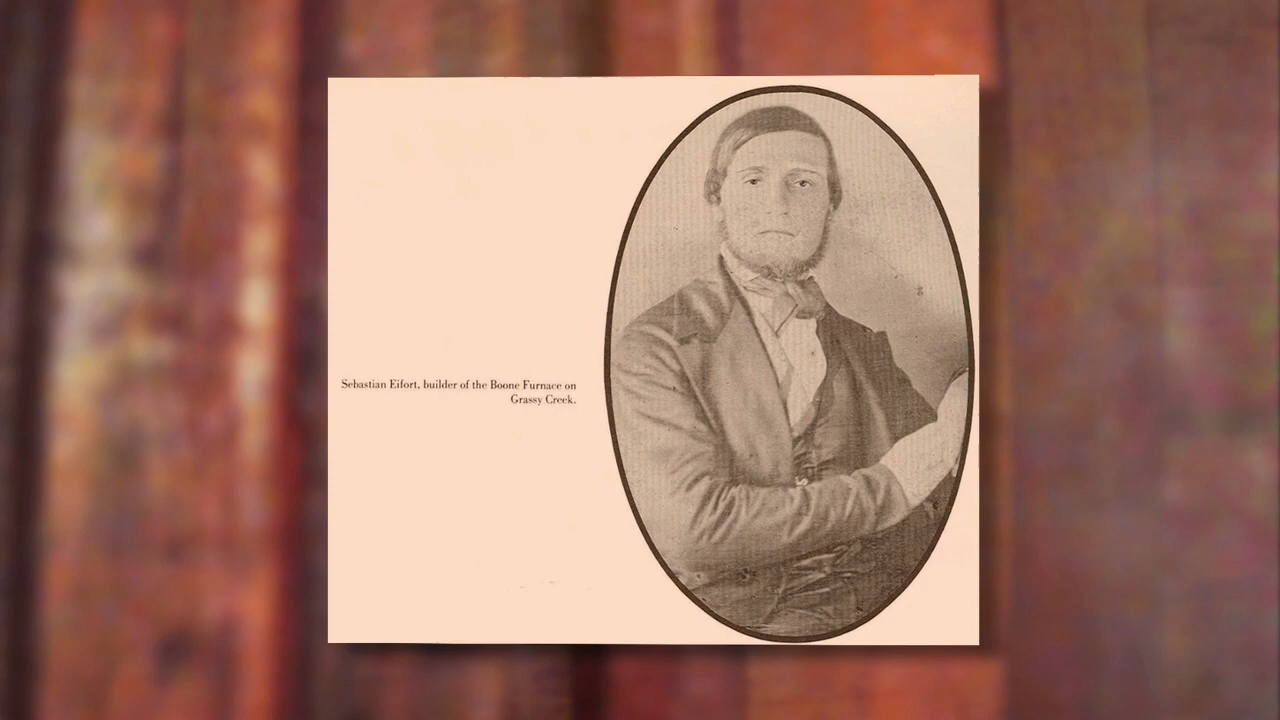 Sebastian Eifort, builder of the Boone Furnace on
Grassy Creek.